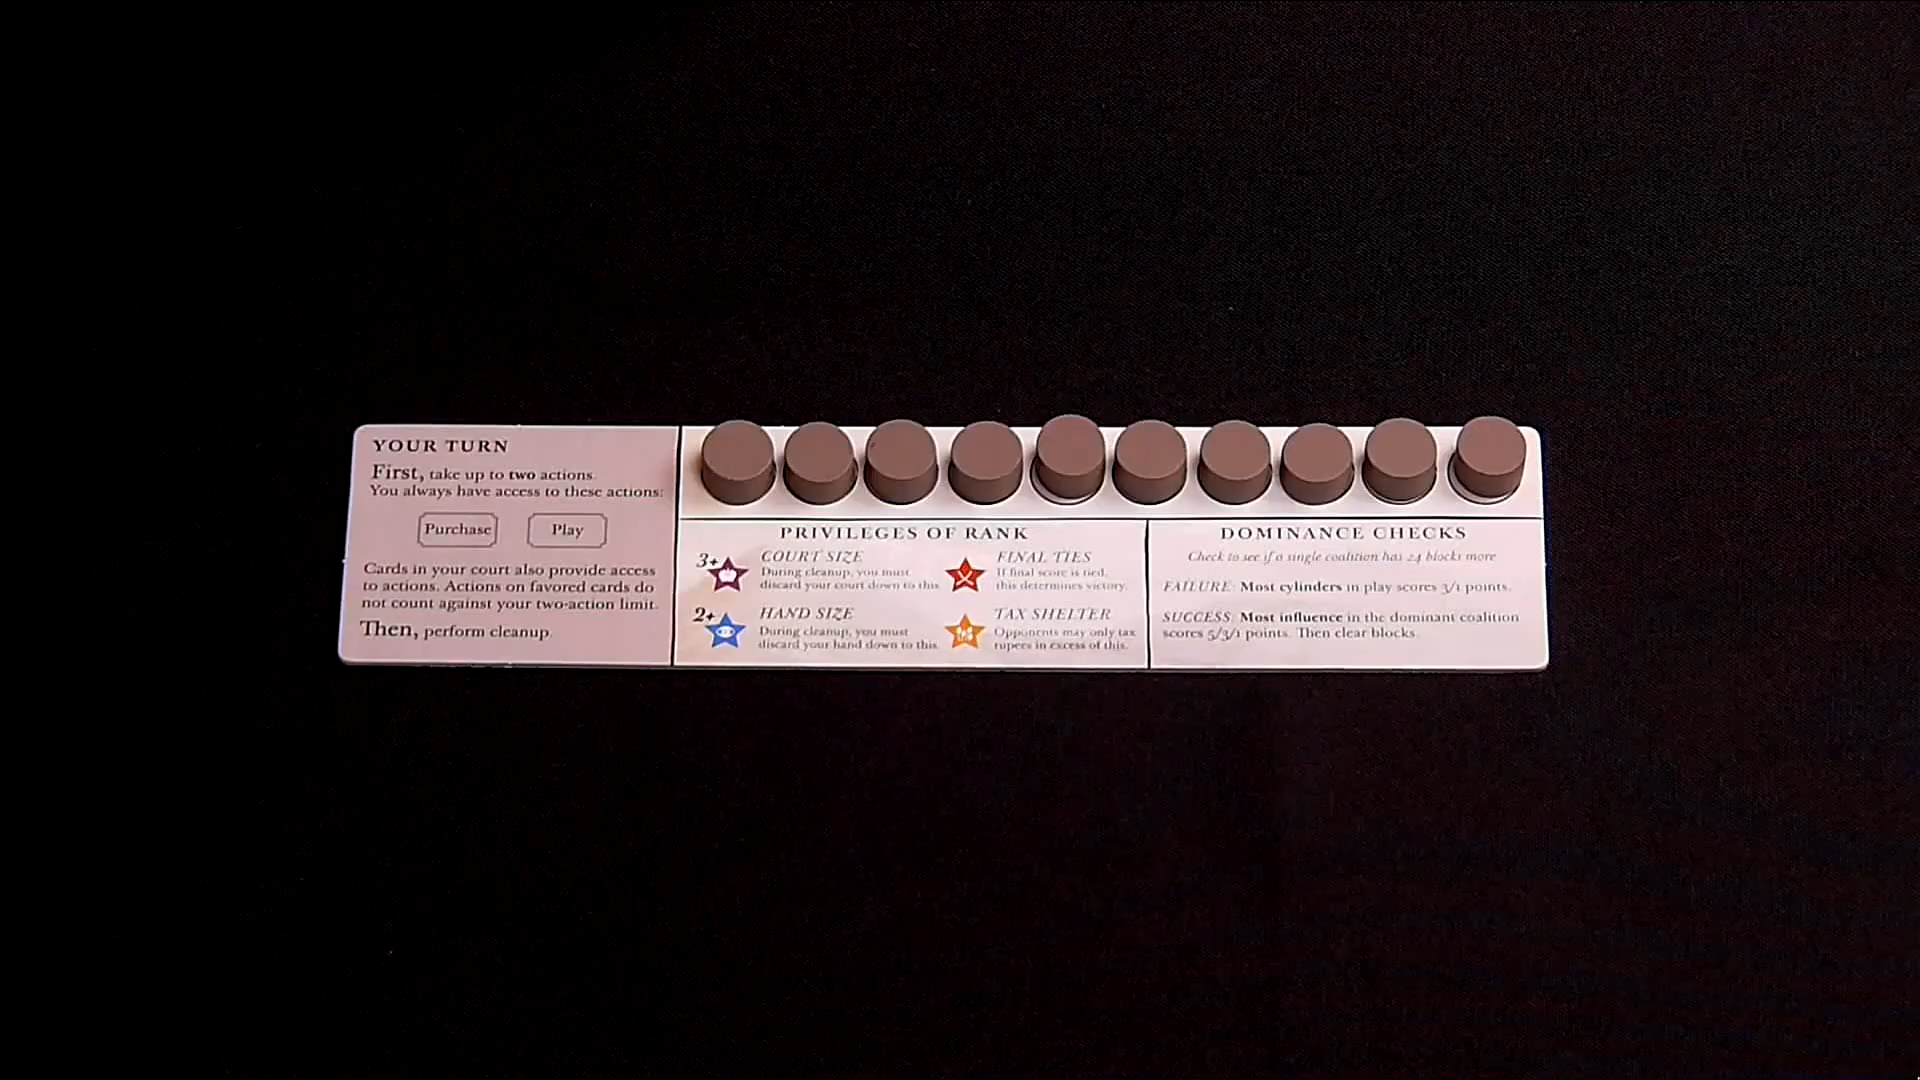 YOUR TURN
First, take up to two actions.
You always have access to these actions:
Purchase
Play
Cards in your court also provide access
to actions. Actions on favored cards do
not count against your two-action limit.
Then, perform cleanup.
PRIVILEGES OF RANK
3+
COURT SIZE
During cleanup, you must
discard your court down to this.
2+
HAND SIZE
During cleanup, you must
discard your hand down to this.
FINAL TIES
If final score is tied,
this determines victory.
TAX SHELTER
Opponents may only tax
rupees in excess of this.
DOMINANCE CHECKS
Check to see if a single coalition has 24 blocks more
FAILURE: Most cylinders in play scores 3/1 points.
SUCCESS: Most influence in the dominant coalition
scores 5/3/1 points. Then clear blocks.